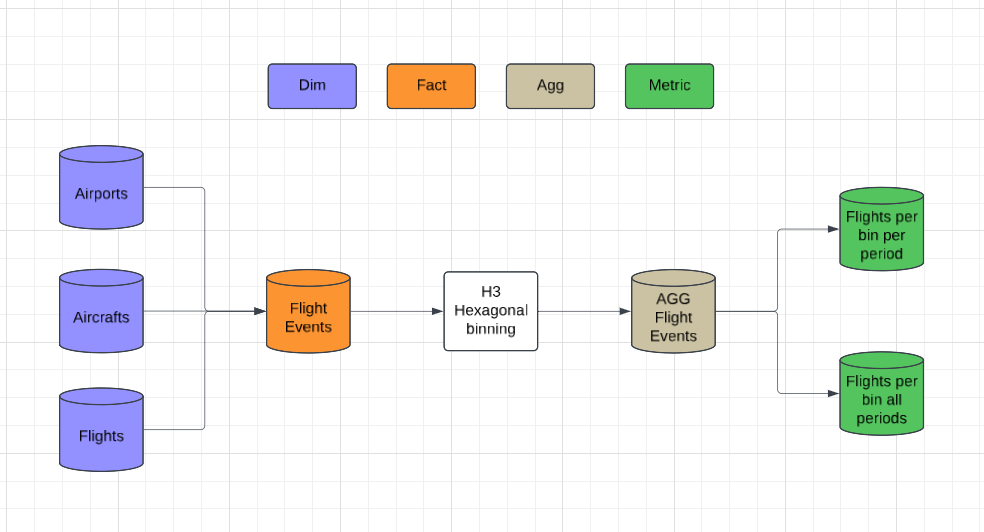 Dim
Fact
Agg
Metric
Airports
Aircrafts
Flights
Flight
Events
H3
Hexagonal
binning
AGG
Flight
Events
Flights per
bin per
period
Flights per
bin all
periods